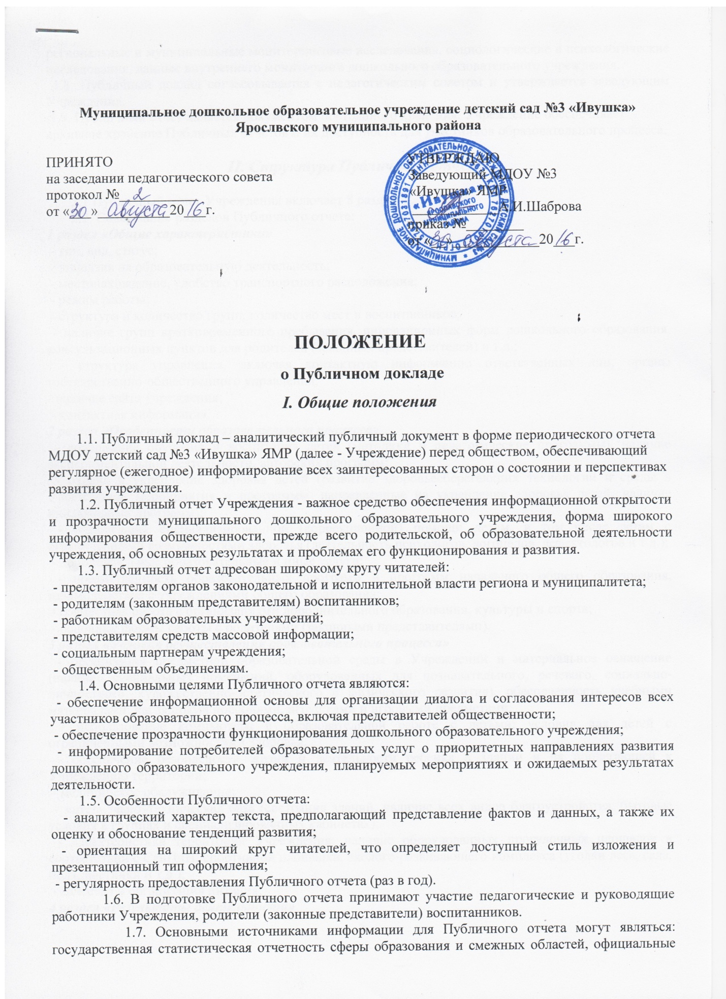 Муниципальное дошкольное образовательное учреждение детский сад №3 «Ивушка»
Ярослвского муниципального района
ПРИНЯТО
на заседании педагогического совета
протокол № 2
от «30» Августа 2016 г.
УТВЕРЖДАЮ
Заведующий МДОУ №3
«Ивушка» ЯМР
А.И.Шаброва
приказ №
от «30» августа 2016 г.
«Ивушка»
ЯРОСЛАВСКОГО
МУНИЦИПАЛЬНОГО
РАЙОНА
ПОЛОЖЕНИЕ
о Публичном докладе
I. Общие положения
1.1. Публичный доклад – аналитический публичный документ в форме периодического отчета
МДОУ детский сад №3 «Ивушка» ЯМР (далее - Учреждение) перед обществом, обеспечивающий
регулярное (ежегодное) информирование всех заинтересованных сторон о состоянии и перспективах
развития учреждения.
1.2. Публичный отчет Учреждения - важное средство обеспечения информационной открытости
и прозрачности муниципального дошкольного образовательного учреждения, форма широкого
информирования общественности, прежде всего родительской, об образовательной деятельности
учреждения, об основных результатах и проблемах его функционирования и развития.
1.3. Публичный отчет адресован широкому кругу читателей:
- представителям органов законодательной и исполнительной власти региона и муниципалитета;
- родителям (законным представителям) воспитанников;
- работникам образовательных учреждений;
- представителям средств массовой информации;
- социальным партнерам учреждения;
- общественным объединениям.
1.4. Основными целями Публичного отчета являются:
- обеспечение информационной основы для организации диалога и согласования интересов всех
участников образовательного процесса, включая представителей общественности;
- обеспечение прозрачности функционирования дошкольного образовательного учреждения;
- информирование потребителей образовательных услуг о приоритетных направлениях развития
дошкольного образовательного учреждения, планируемых мероприятиях и ожидаемых результатах
деятельности.
1.5. Особенности Публичного отчета:
- аналитический характер текста, предполагающий представление фактов и данных, а также их
оценку и обоснование тенденций развития;
- ориентация на широкий круг читателей, что определяет доступный стиль изложения и
презентационный тип оформления;
- регулярность предоставления Публичного отчета (раз в год).
1.6. В подготовке Публичного отчета принимают участие педагогические и руководящие
работники Учреждения, родители (законные представители) воспитанников.
1.7. Основными источниками информации для Публичного отчета могут являться:
государственная статистическая отчетность сферы образования и смежных областей, официальные